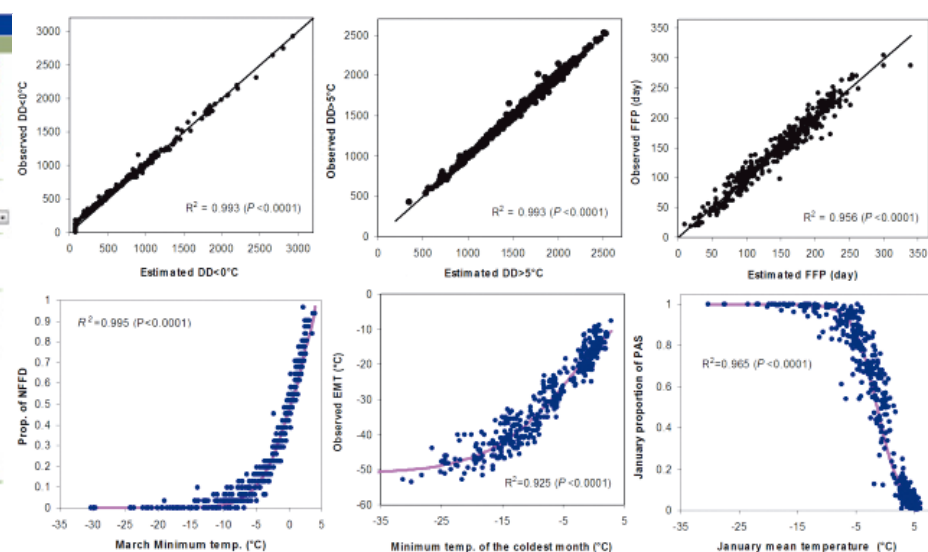 Observed DD<0°C
3000
2500
2000
1500
1000
500
0
0 500 1000 1500 2000 2500 3000
R² = 0.993 (P <0.0001)
Estimated DD<0°C
Observed DD>5°C
2500
2000
1500
1000
500
0
0 500 1000 1500 2000 2500
R² = 0.993 (P <0.0001)
Estimated DD>5°C
Observed FFP (day)
350
300
250
200
150
100
50
0
0 50 100 150 200 250 300 350
R² = 0.956 (P <0.0001)
Estimated FFP (day)
Prop. of NFFD
1
0.9
0.8
0.7
0.6
0.5
0.4
0.3
0.2
0.1
0
-35 -30 -25 -20 -15 -10 -5 0 5
R²=0.995 (P<0.0001)
March Minimum temp. (°C)
Observed EMT (°C)
0
-10
-20
-30
-40
-50
-60
-35 -25 -15 -5 5
R²=0.925 (P <0.0001)
Minimum temp. of the coldest month (°C)
January proportion of PAS
1
0.8
0.6
0.4
0.2
0
-35 -25 -15 -5 5
R²=0.965 (P <0.0001)
January mean temperature (°C)